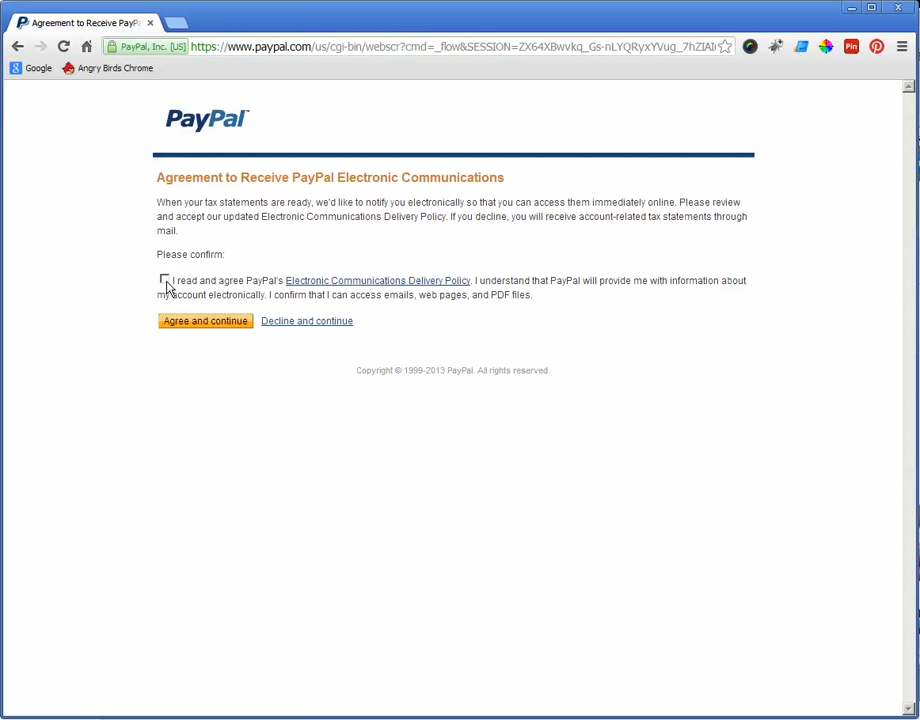 Agreement to Receive PayPa
PayPal, Inc. [US] https://www.paypal.com/us/cgi-bin/webscr?cmd=_flow&SESSION=ZX64XBwvkq_Gs-nLYQRyxYVug_7hZIAI
Pin
Google Angry Birds Chrome
PayPal™
Agreement to Receive PayPal Electronic Communications
When your tax statements are ready, we'd like to notify you electronically so that you can access them immediately online. Please review
and accept our updated Electronic Communications Delivery Policy. If you decline, you will receive account-related tax statements through
mail.
Please confirm:
I read and agree PayPal's Electronic Communications Delivery Policy. I understand that PayPal will provide me with information about
my account electronically. I confirm that I can access emails, web pages, and PDF files.
Agree and continue Decline and continue
Copyright © 1999-2013 PayPal. All rights reserved.